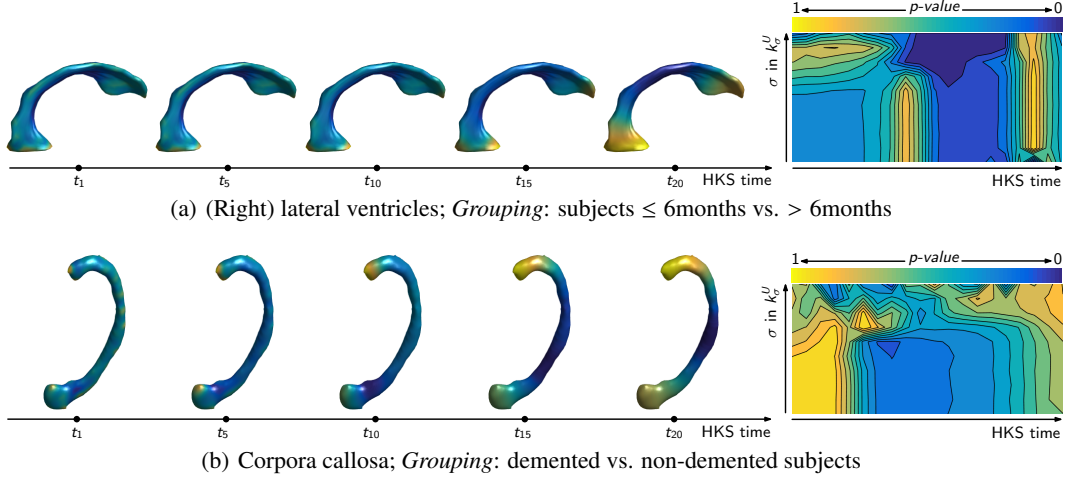 1 p-value 0
σ in k_σ^U
t₁ t₅ t₁₀ t₁₅ t₂₀ HKS time
HKS time
(a) (Right) lateral ventricles; Grouping: subjects ≤ 6months vs. > 6months
1 p-value 0
σ in k_σ^U
t₁ t₅ t₁₀ t₁₅ t₂₀ HKS time
HKS time
(b) Corpora callosa; Grouping: demented vs. non-demented subjects